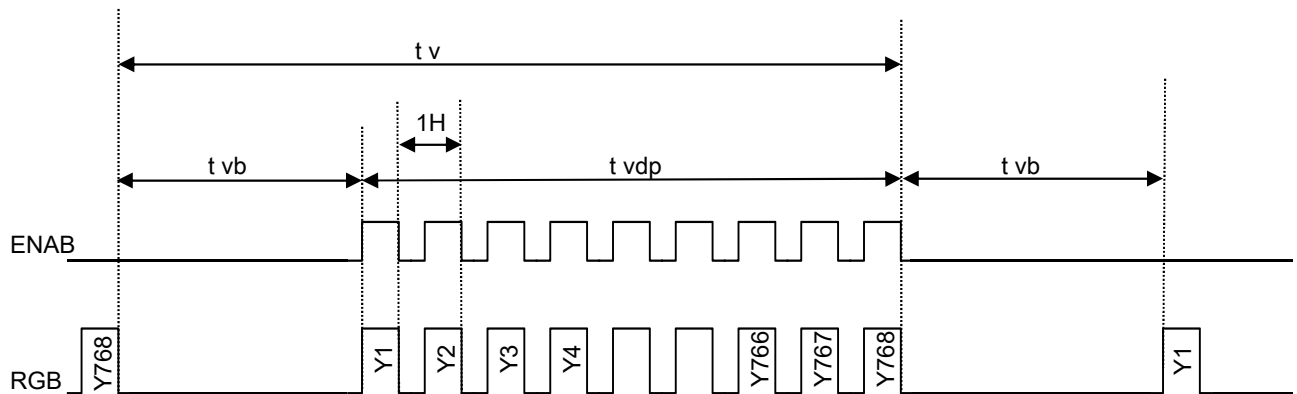 t v
1H
t vb
t vdp
t vb
ENAB
RGB
Y768
Y1
Y2
Y3
Y4
Y766
Y767
Y768
Y1